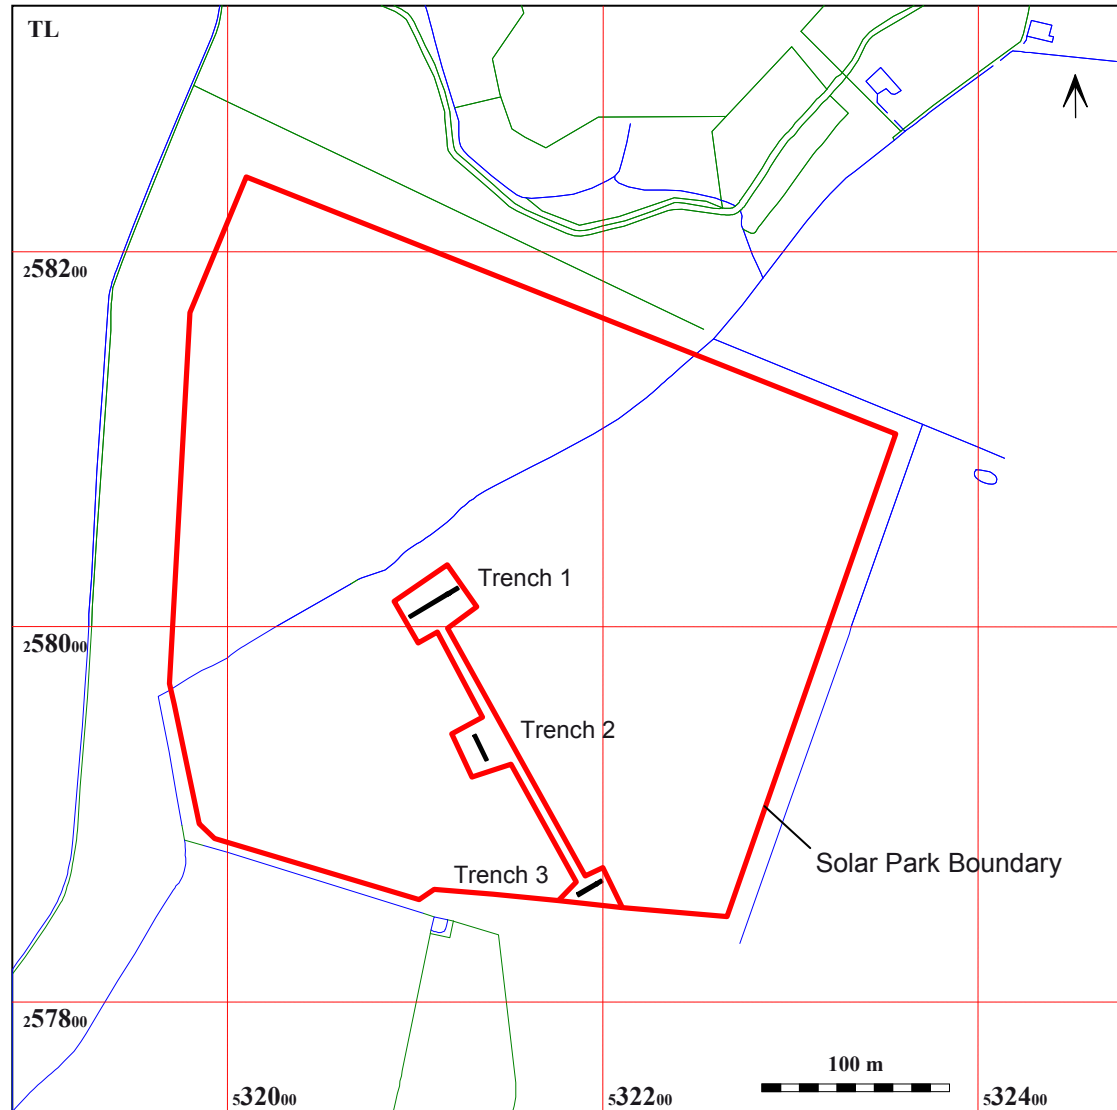 TL
258200
Trench 1
258000
Trench 2
Solar Park Boundary
Trench 3
257800
100 m
532000
532200
532400